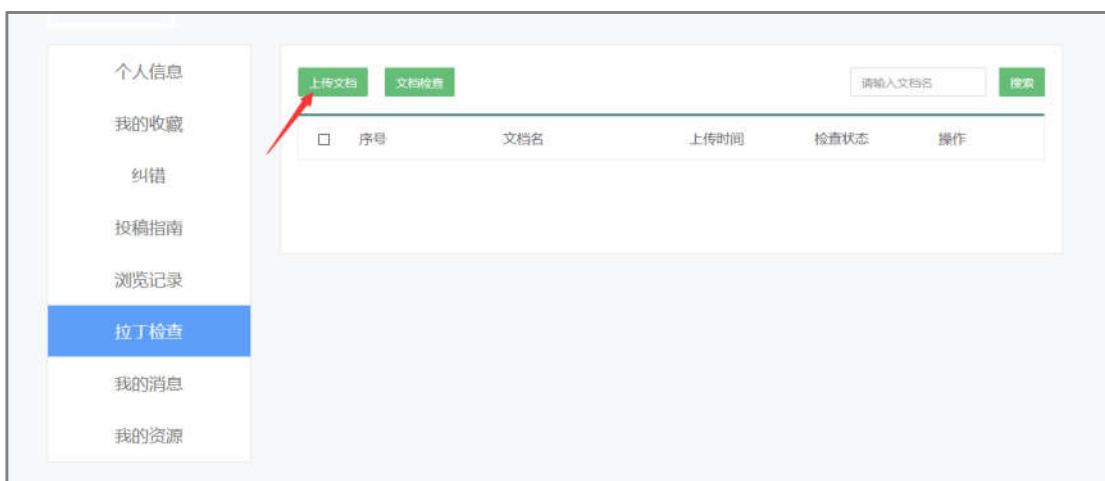 个人信息
我的收藏
纠错
投稿指南
浏览记录
拉丁检查
我的消息
我的资源
上传文档 文档检查 请输入文档名 搜索
序号 文档名 上传时间 检查状态 操作